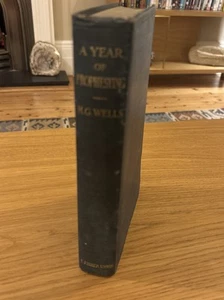 A YEAR
OF
PROPHESYING
H.G.WELLS